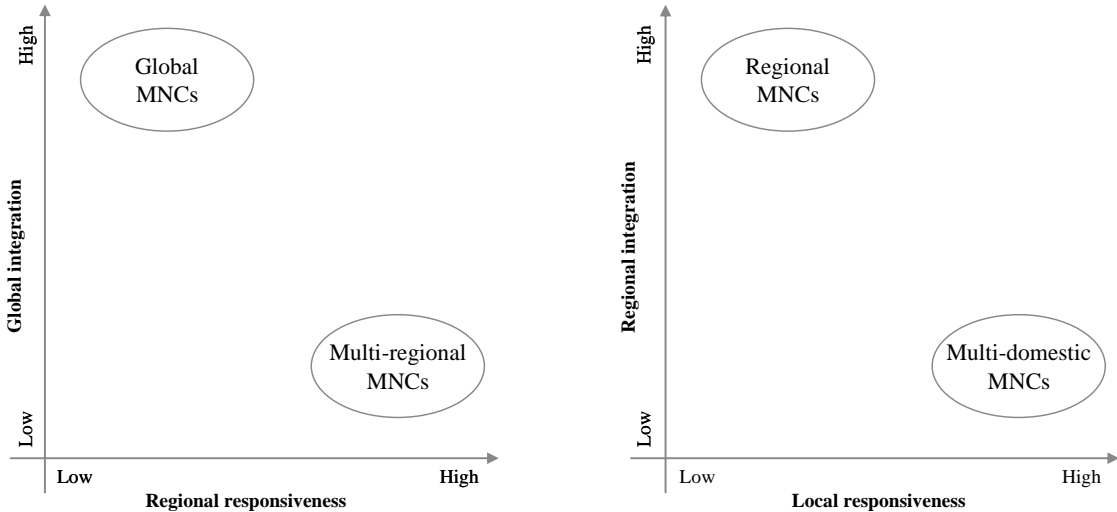 High
Global
MNCs
Global integration
Multi-regional
MNCs
Low
Low
High
Regional responsiveness
High
Regional
MNCs
Regional integration
Multi-domestic
MNCs
Low
Low
High
Local responsiveness